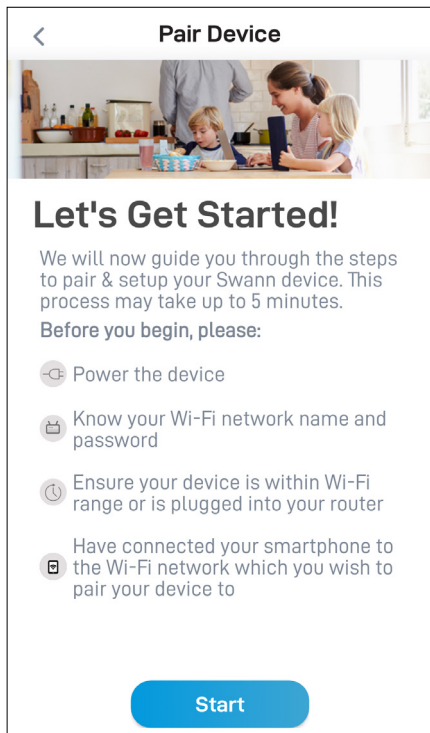 Pair Device
Let's Get Started!
We will now guide you through the steps
to pair & setup your Swann device. This
process may take up to 5 minutes.
Before you begin, please:
Power the device
Know your Wi-Fi network name and
password
Ensure your device is within Wi-Fi
range or is plugged into your router
Have connected your smartphone to
the Wi-Fi network which you wish to
pair your device to
Start